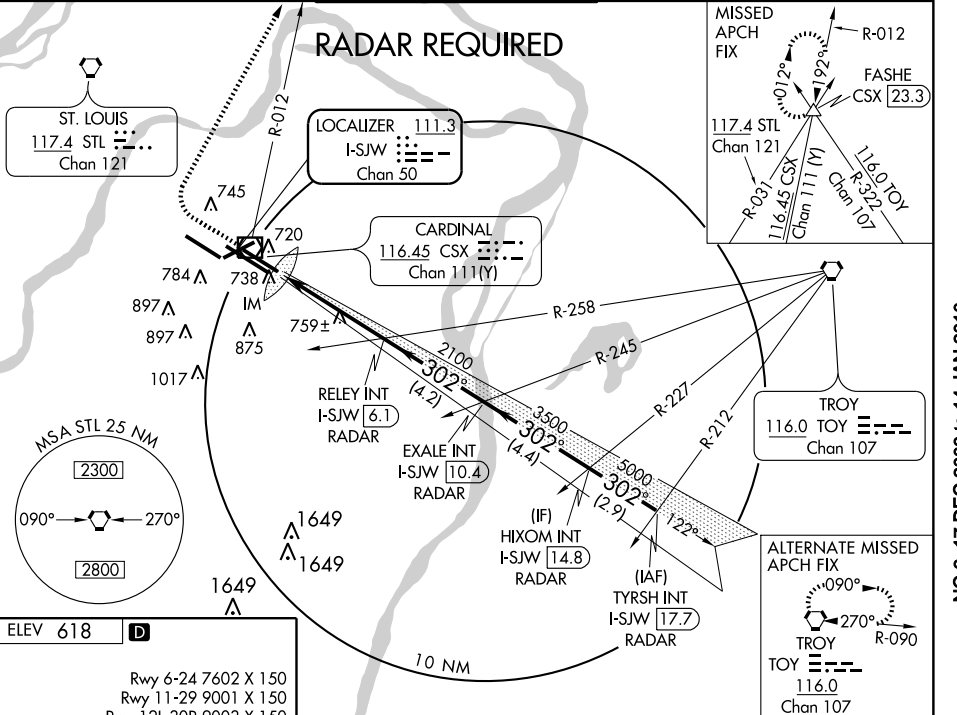 RADAR REQUIRED
MISSED
APCH
FIX
R-012
FASHE
CSX 23.3
012°
192°
117.4 STL
Chan 121
R-031
116.45 CSX
Chan 111 (Y)
116.0 TOY
R-322
Chan 107
ST. LOUIS
117.4 STL
Chan 121
R-012
LOCALIZER 111.3
I-SJW
Chan 50
745
720
CARDINAL
116.45 CSX
Chan 111(Y)
784
738
IM
897
897
875
759±
1017
R-258
R-245
R-227
R-212
2100
302°
(4.2)
3500
302°
(4.4)
5000
302°
(2.9)
122°
RELEY INT
I-SJW 6.1
RADAR
EXALE INT
I-SJW 10.4
RADAR
(IF)
HIXOM INT
I-SJW 14.8
RADAR
(IAF)
TYRSH INT
I-SJW 17.7
RADAR
TROY
116.0 TOY
Chan 107
MSA STL 25 NM
2300
090°
270°
2800
1649
1649
1649
10 NM
ALTERNATE MISSED
APCH FIX
090°
270°
R-090
TROY
TOY
116.0
Chan 107
ELEV 618 D
Rwy 6-24 7602 X 150
Rwy 11-29 9001 X 150